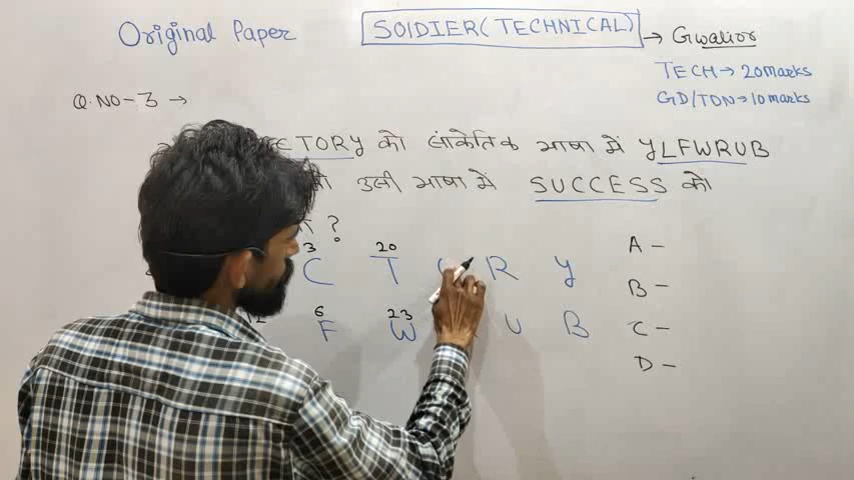 Original Paper
SOIDIER(TECHNICAL) → Gwalior
TECH → 20marks
GD/TDN → 10marks
Q.NO-3 →
CTORY को सांकेतिक भाषा में YLFWRUB
उसी भाषा में SUCCESS को
?
3 20
C T R Y
6 23
F W U B
A -
B -
C -
D -